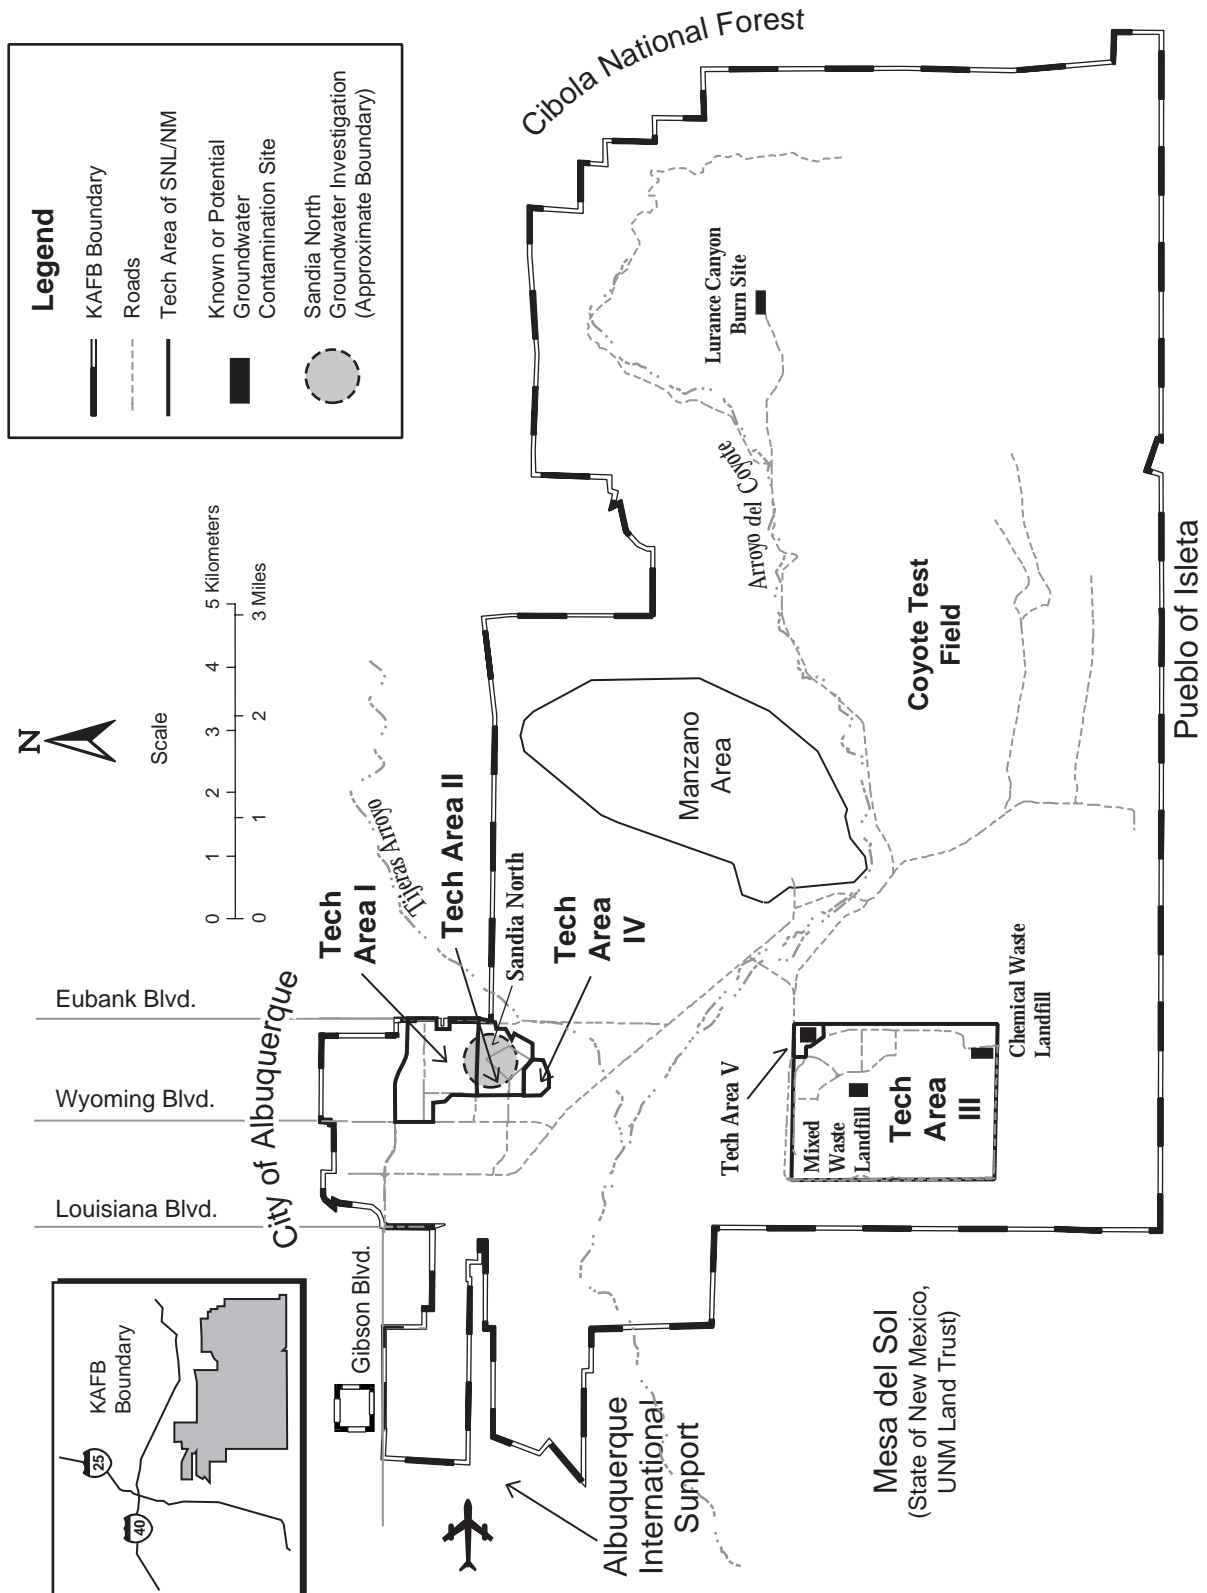 Legend
KAFB Boundary
Roads
Tech Area of SNL/NM
Known or Potential
Groundwater
Contamination Site
Sandia North
Groundwater Investigation
(Approximate Boundary)
N
Scale
0 1 2 3 4 5 Kilometers
0 1 2 3 Miles
KAFB
Boundary
25
40
Cibola National Forest
City of Albuquerque
Eubank Blvd.
Wyoming Blvd.
Louisiana Blvd.
Gibson Blvd.
Tijeras Arroyo
Tech
Area I
Tech Area II
Sandia North
Tech
Area
IV
Manzano
Area
Lurance Canyon
Burn Site
Arroyo del Coyote
Coyote Test
Field
Albuquerque
International
Sunport
Tech Area V
Mixed
Waste
Landfill
Tech
Area
III
Chemical Waste
Landfill
Mesa del Sol
(State of New Mexico,
UNM Land Trust)
Pueblo of Isleta